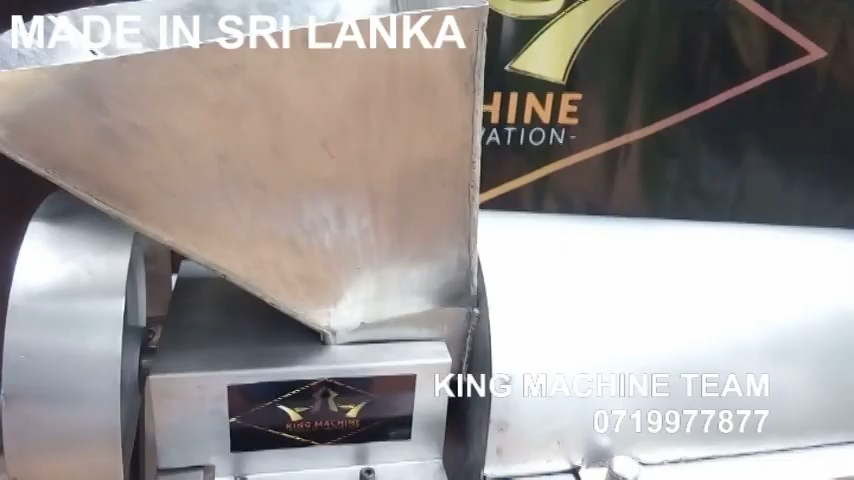 MADE IN SRI LANKA
HINE
VATION-
KING MACHINE TEAM
0719977877
KING MACHINE